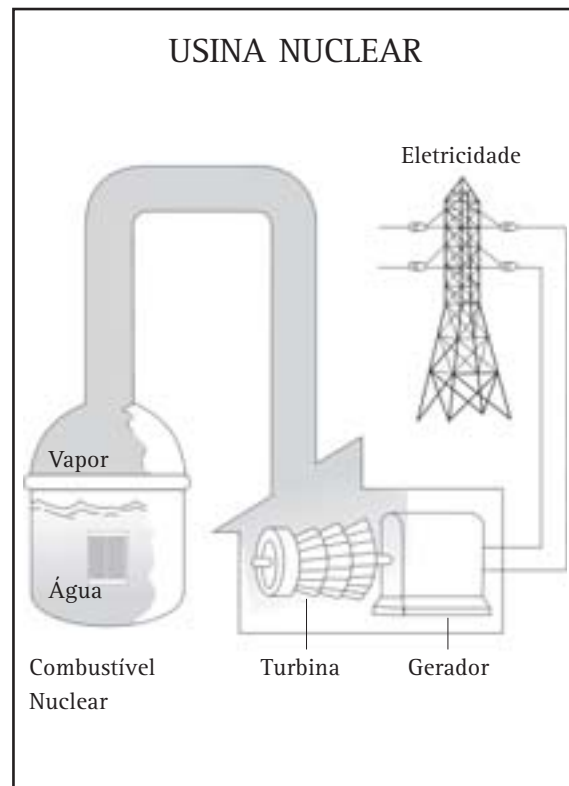 USINA NUCLEAR
Eletricidade
Vapor
Água
Combustível
Nuclear
Turbina
Gerador